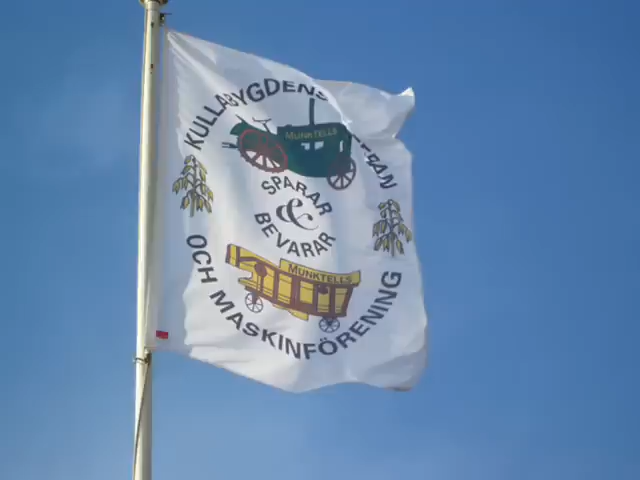 KULLABYGDENS
MUNKTELLS
SPARAR
&
BEVARAR
MUNKTELLS
OCH MASKINFÖRENING